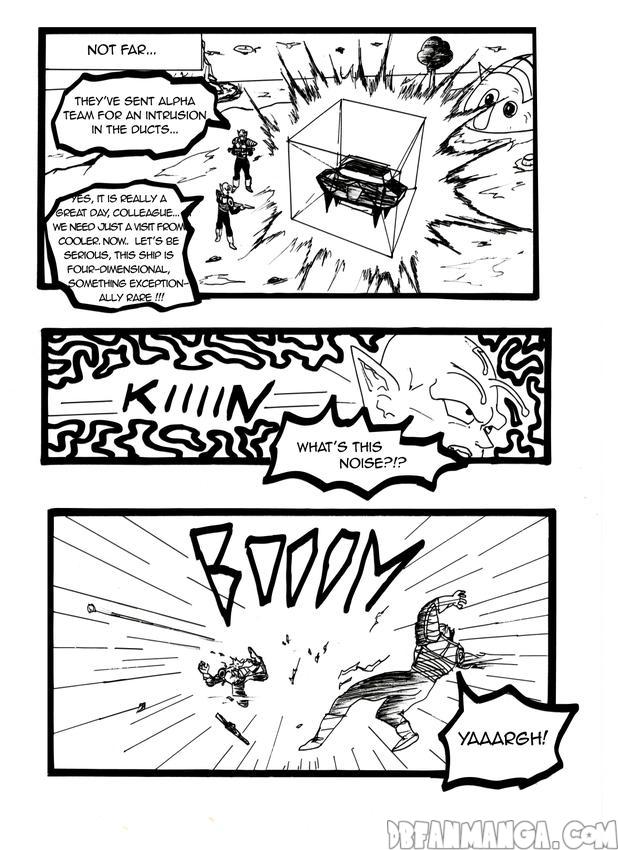 NOT FAR...
THEY'VE SENT ALPHA
TEAM FOR AN INTRUSION
IN THE DUCTS...
YES, IT IS REALLY A
GREAT DAY, COLLEAGUE...
WE NEED JUST A VISIT FROM
COOLER. NOW. LET'S BE
SERIOUS, THIS SHIP IS
FOUR-DIMENSIONAL,
SOMETHING EXCEPTION-
ALLY RARE !!!
KIIIIIN
WHAT'S THIS
NOISE?!?
BOOOM
YAAARGH!
DBFANMANGA.COM